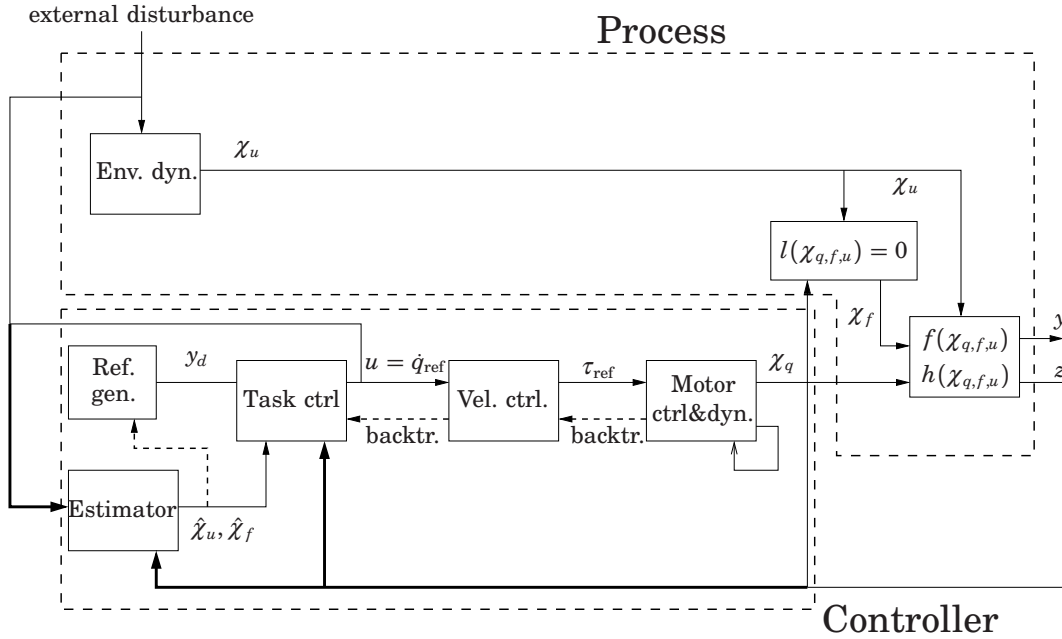 external disturbance
Process
Env. dyn.
χ_u
χ_u
l(χ_{q,f,u}) = 0
χ_f
f(χ_{q,f,u})
h(χ_{q,f,u})
y
z
Ref.
gen.
y_d
Task ctrl
u = q̇_ref
Vel. ctrl.
τ_ref
Motor
ctrl&dyn.
χ_q
backtr.
backtr.
Estimator
χ̂_u, χ̂_f
Controller